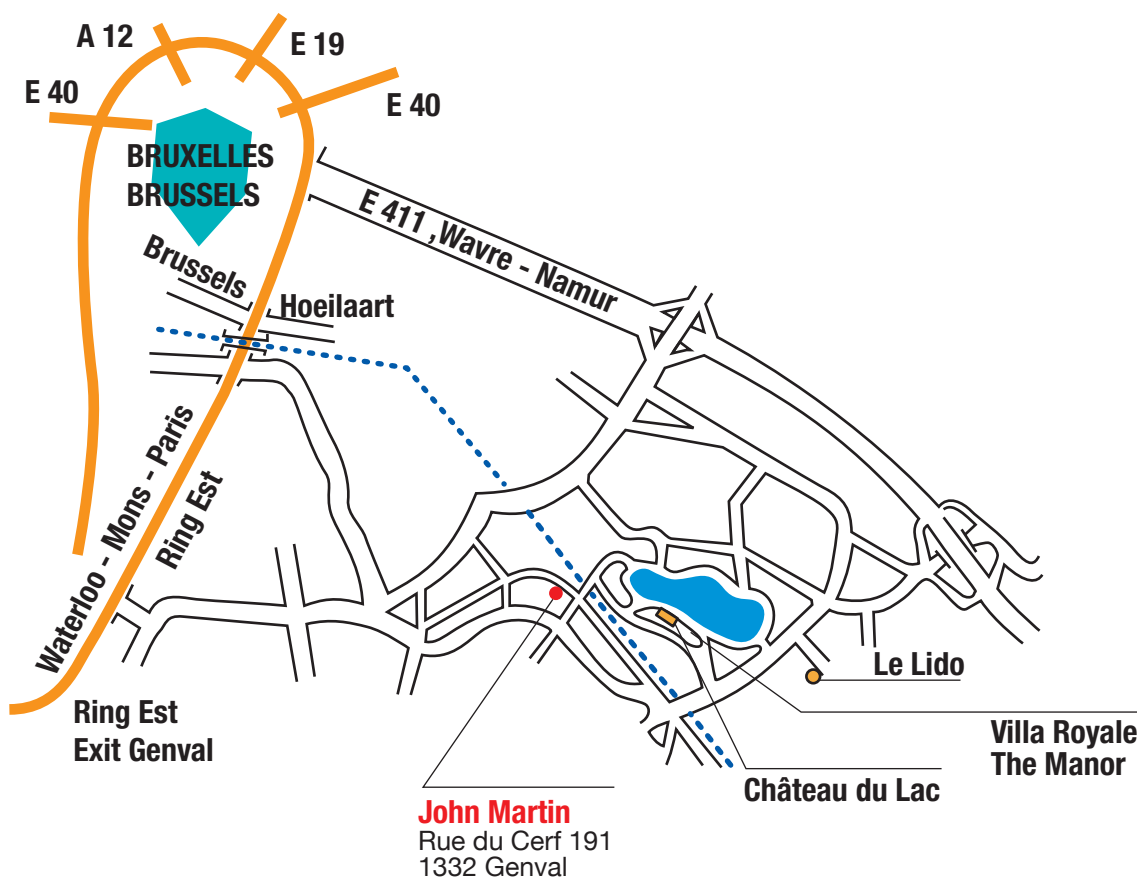 A 12
E 19
E 40
E 40
BRUXELLES
BRUSSELS
E 411 ,Wavre - Namur
Brussels
Hoeilaart
Waterloo - Mons - Paris
Ring Est
Ring Est
Exit Genval
Le Lido
Villa Royale
The Manor
Château du Lac
John Martin
Rue du Cerf 191
1332 Genval